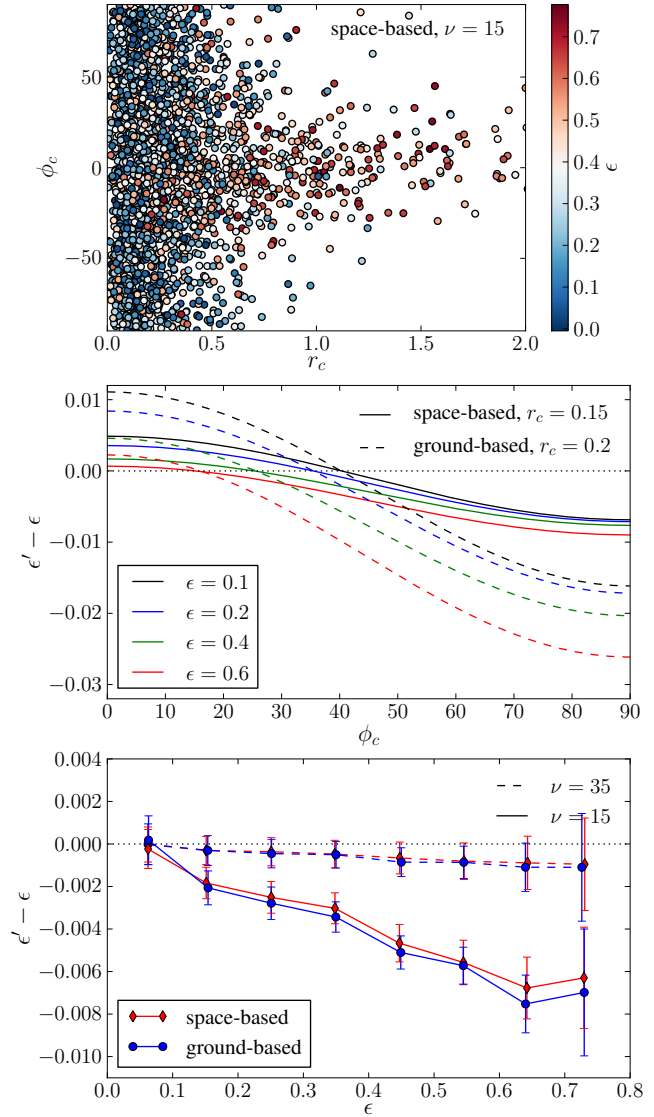 space-based, ν = 15
50
0
−50
ϕc
0.0 0.5 1.0 1.5 2.0
rc
0.7
0.6
0.5
0.4
0.3
0.2
0.1
0.0
ϵ
0.01
0.00
−0.01
−0.02
−0.03
ϵ′ − ϵ
space-based, rc = 0.15
ground-based, rc = 0.2
ϵ = 0.1
ϵ = 0.2
ϵ = 0.4
ϵ = 0.6
0 10 20 30 40 50 60 70 80 90
ϕc
0.004
0.002
0.000
−0.002
−0.004
−0.006
−0.008
−0.010
ϵ′ − ϵ
ν = 35
ν = 15
space-based
ground-based
0.0 0.1 0.2 0.3 0.4 0.5 0.6 0.7 0.8
ϵ